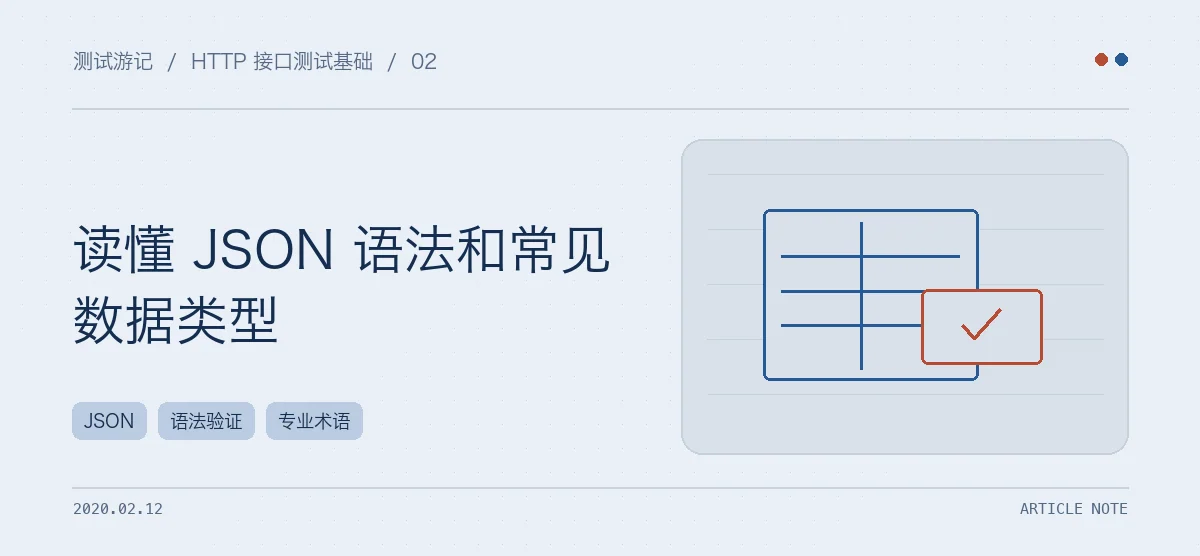 测试游记 / HTTP 接口测试基础 / 02
读懂 JSON 语法和常见
数据类型
JSON 语法验证 专业术语
2020.02.12 ARTICLE NOTE